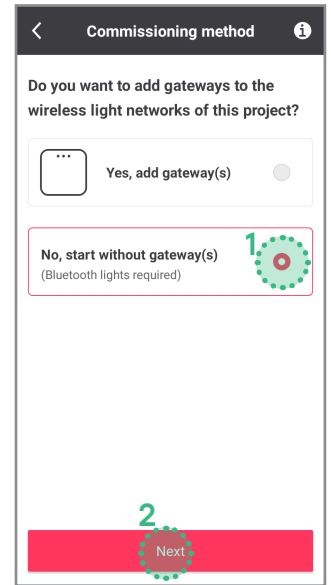 Commissioning method
Do you want to add gateways to the
wireless light networks of this project?
Yes, add gateway(s)
No, start without gateway(s)
(Bluetooth lights required)
1
2
Next